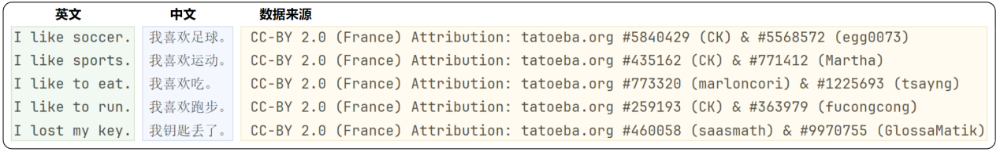 英文 中文 数据来源
I like soccer. 我喜欢足球。 CC-BY 2.0 (France) Attribution: tatoeba.org #5840429 (CK) & #5568572 (egg0073)
I like sports. 我喜欢运动。 CC-BY 2.0 (France) Attribution: tatoeba.org #435162 (CK) & #771412 (Martha)
I like to eat. 我喜欢吃。 CC-BY 2.0 (France) Attribution: tatoeba.org #773320 (marloncori) & #1225693 (tsayng)
I like to run. 我喜欢跑步。 CC-BY 2.0 (France) Attribution: tatoeba.org #259193 (CK) & #363979 (fucongcong)
I lost my key. 我钥匙丢了。 CC-BY 2.0 (France) Attribution: tatoeba.org #460058 (saasmath) & #9970755 (GlossaMatik)